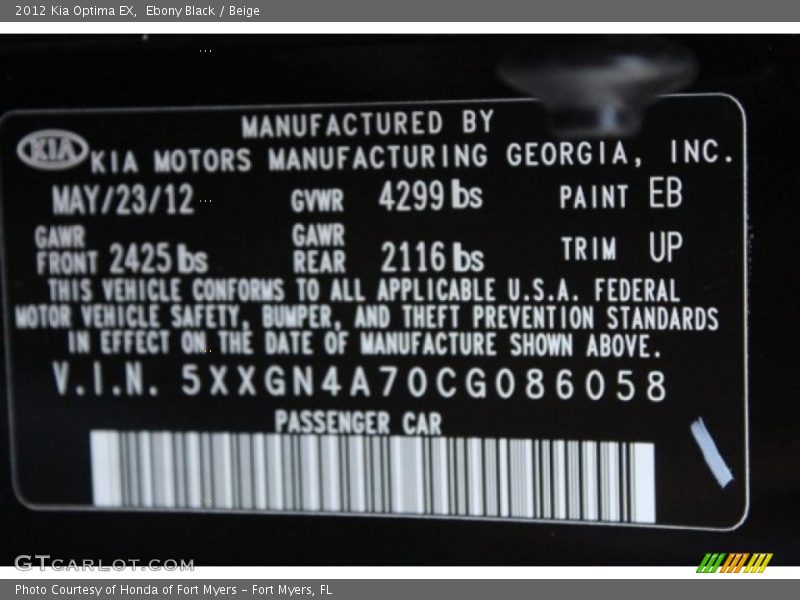 2012 Kia Optima EX, Ebony Black / Beige
MANUFACTURED BY
KIA KIA MOTORS MANUFACTURING GEORGIA, INC.
MAY/23/12 GVWR 4299 lbs PAINT EB
GAWR FRONT 2425 lbs GAWR REAR 2116 lbs TRIM UP
THIS VEHICLE CONFORMS TO ALL APPLICABLE U.S.A. FEDERAL
MOTOR VEHICLE SAFETY, BUMPER, AND THEFT PREVENTION STANDARDS
IN EFFECT ON THE DATE OF MANUFACTURE SHOWN ABOVE.
V.I.N. 5XXGN4A70CG086058
PASSENGER CAR
GTCARLOT.COM
Photo Courtesy of Honda of Fort Myers - Fort Myers, FL